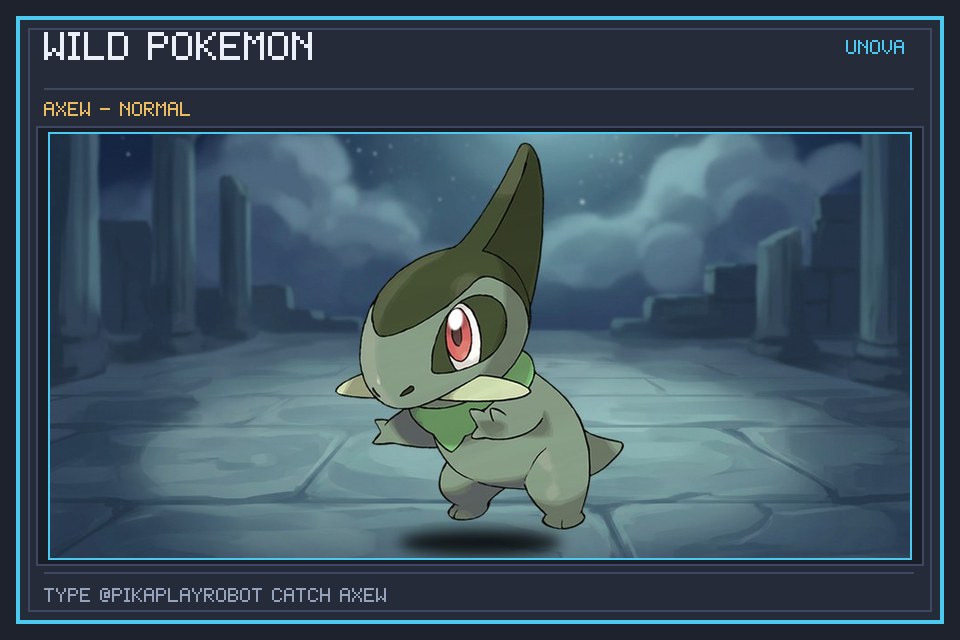 WILD POKEMON
UNOVA
AXEW - NORMAL
TYPE @PIKAPLAYROBOT CATCH AXEW